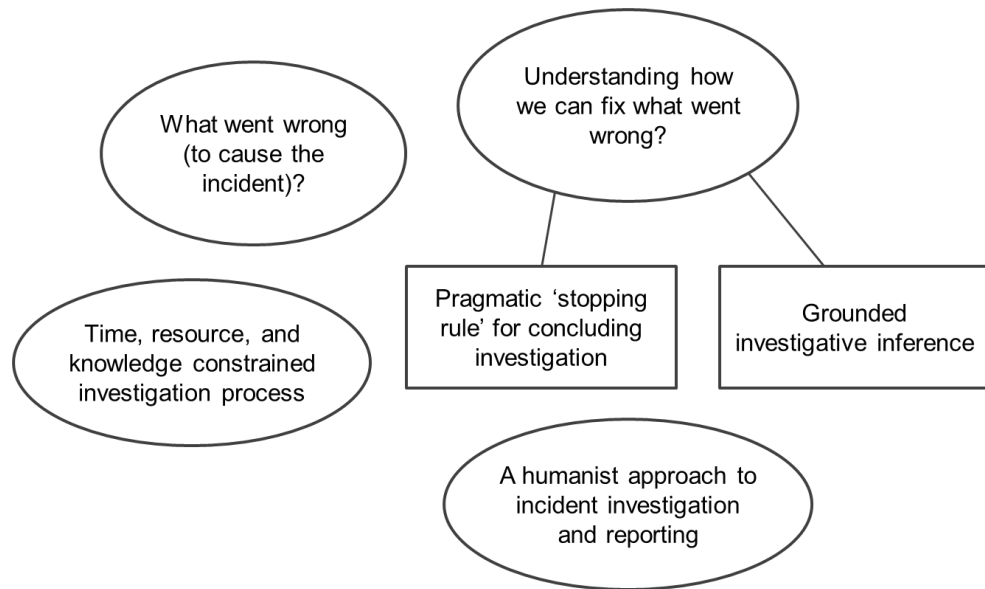 Understanding how
we can fix what went
wrong?
What went wrong
(to cause the
incident)?
Pragmatic ‘stopping
rule’ for concluding
investigation
Grounded
investigative inference
Time, resource, and
knowledge constrained
investigation process
A humanist approach to
incident investigation
and reporting